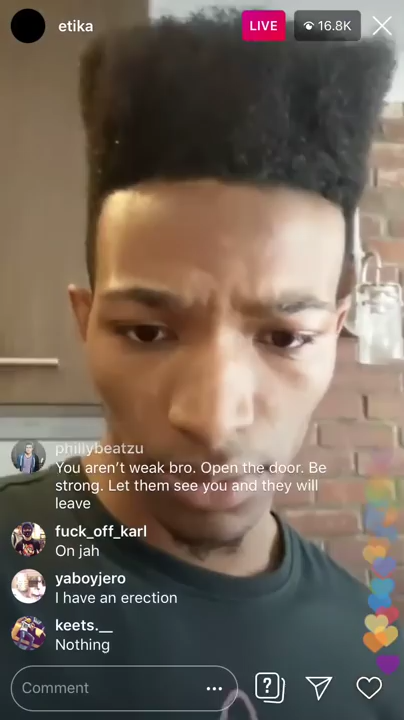 etika
LIVE
16.8K
phillybeatzu
You aren't weak bro. Open the door. Be
strong. Let them see you and they will
leave
fuck_off_karl
On jah
yaboyjero
I have an erection
keets.__
Nothing
Comment